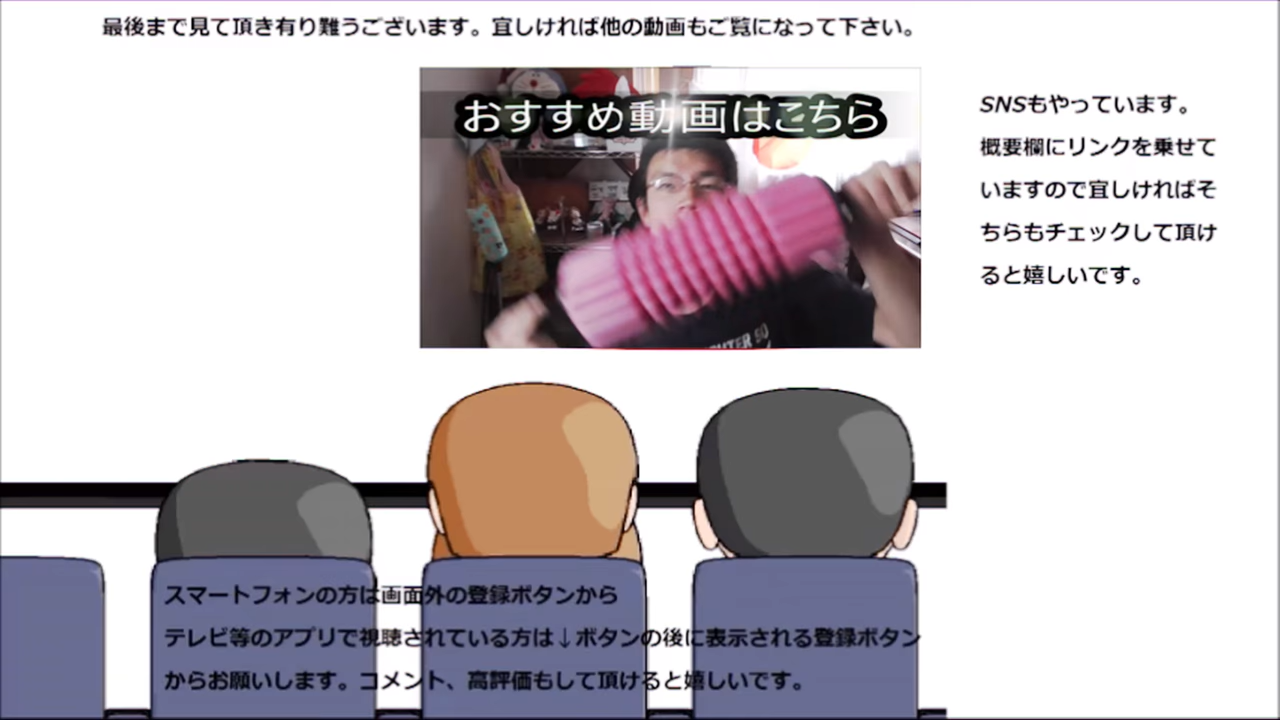 最後まで見て頂き有り難うございます。宜しければ他の動画もご覧になって下さい。
おすすめ動画はこちら
SNSもやっています。
概要欄にリンクを乗せて
いますので宜しければそ
ちらもチェックして頂け
ると嬉しいです。
スマートフォンの方は画面外の登録ボタンから
テレビ等のアプリで視聴されている方は↓ボタンの後に表示される登録ボタン
からお願いします。コメント、高評価もして頂けると嬉しいです。